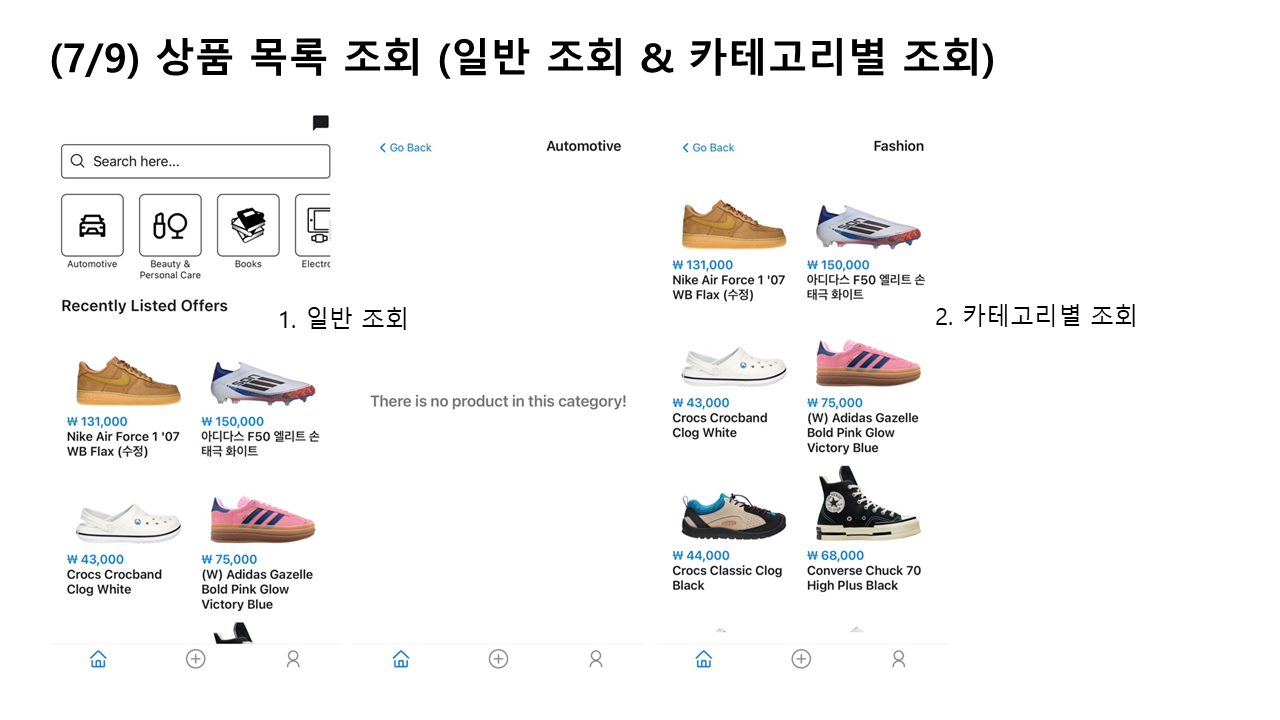 (7/9) 상품 목록 조회 (일반 조회 & 카테고리별 조회)
Search here...
Automotive
Beauty &
Personal Care
Books
Electro
Recently Listed Offers
1. 일반 조회
₩ 131,000
Nike Air Force 1 '07
WB Flax (수정)
₩ 150,000
아디다스 F50 엘리트 손
태극 화이트
₩ 43,000
Crocs Crocband
Clog White
₩ 75,000
(W) Adidas Gazelle
Bold Pink Glow
Victory Blue
Go Back
Automotive
There is no product in this category!
Go Back
Fashion
₩ 131,000
Nike Air Force 1 '07
WB Flax (수정)
₩ 150,000
아디다스 F50 엘리트 손
태극 화이트
₩ 43,000
Crocs Crocband
Clog White
₩ 75,000
(W) Adidas Gazelle
Bold Pink Glow
Victory Blue
₩ 44,000
Crocs Classic Clog
Black
₩ 68,000
Converse Chuck 70
High Plus Black
2. 카테고리별 조회